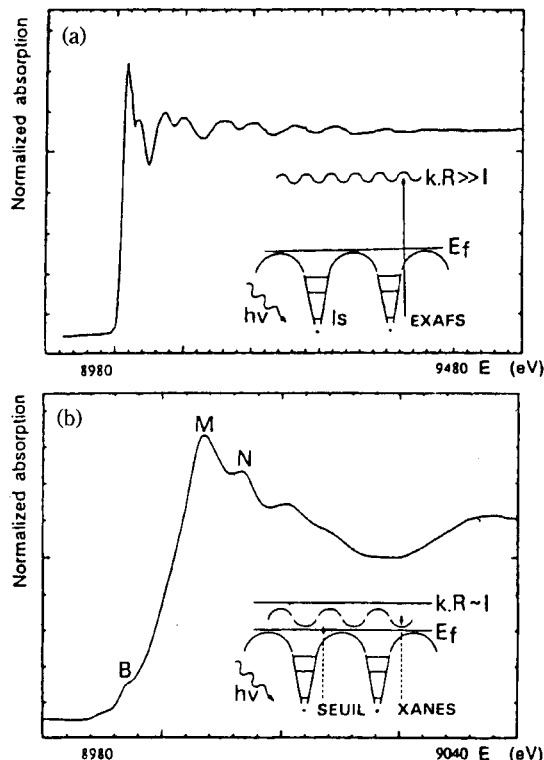 Normalized absorption
(a)
k.R≫1
Ef
hν
1s
EXAFS
8980
9480 E (eV)
Normalized absorption
(b)
M
N
B
k.R~1
Ef
hν
SEUIL
XANES
8980
9040 E (eV)